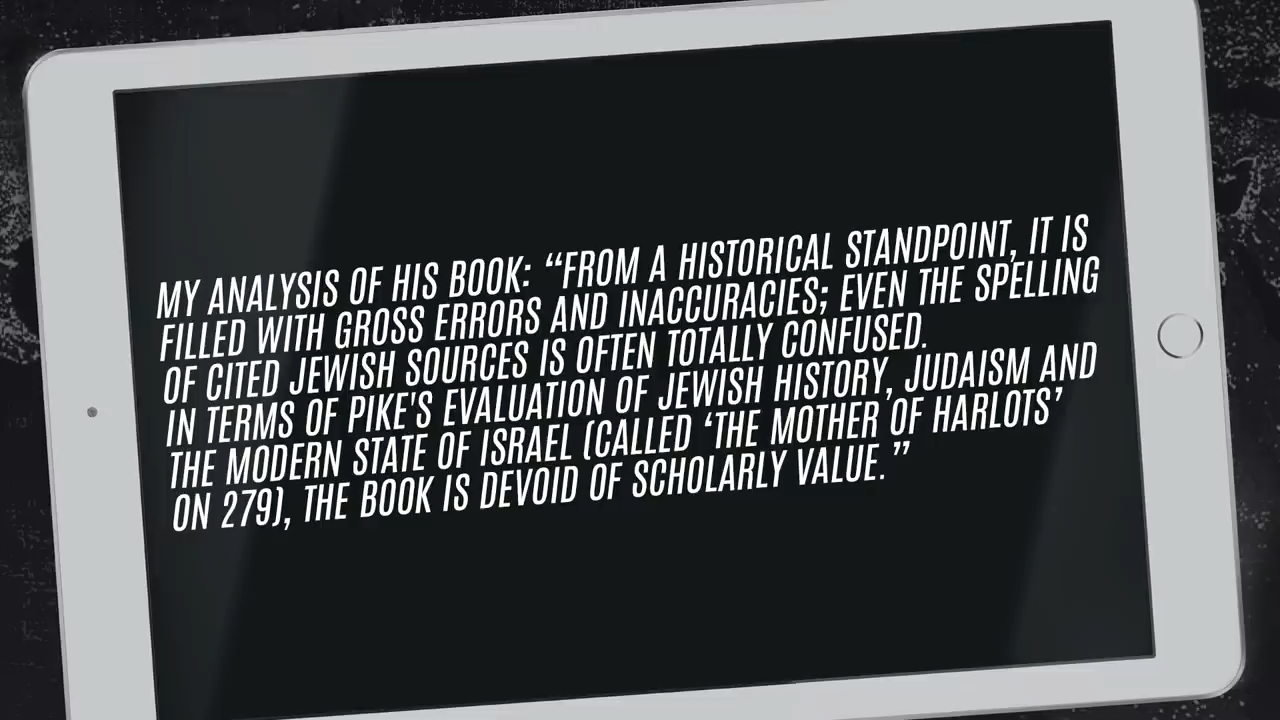 MY ANALYSIS OF HIS BOOK: “FROM A HISTORICAL STANDPOINT, IT IS
FILLED WITH GROSS ERRORS AND INACCURACIES; EVEN THE SPELLING
OF CITED JEWISH SOURCES IS OFTEN TOTALLY CONFUSED.
IN TERMS OF PIKE'S EVALUATION OF JEWISH HISTORY, JUDAISM AND
THE MODERN STATE OF ISRAEL (CALLED ‘THE MOTHER OF HARLOTS’
ON 279), THE BOOK IS DEVOID OF SCHOLARLY VALUE.”